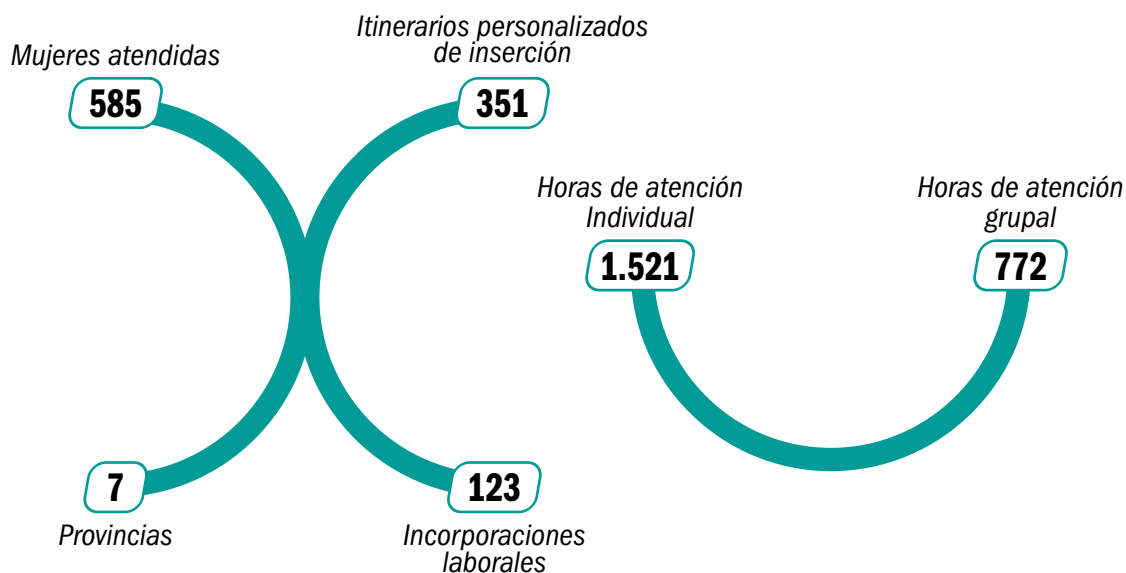 Mujeres atendidas
585
Itinerarios personalizados
de inserción
351
Horas de atención
Individual
1.521
Horas de atención
grupal
772
7
Provincias
123
Incorporaciones
laborales